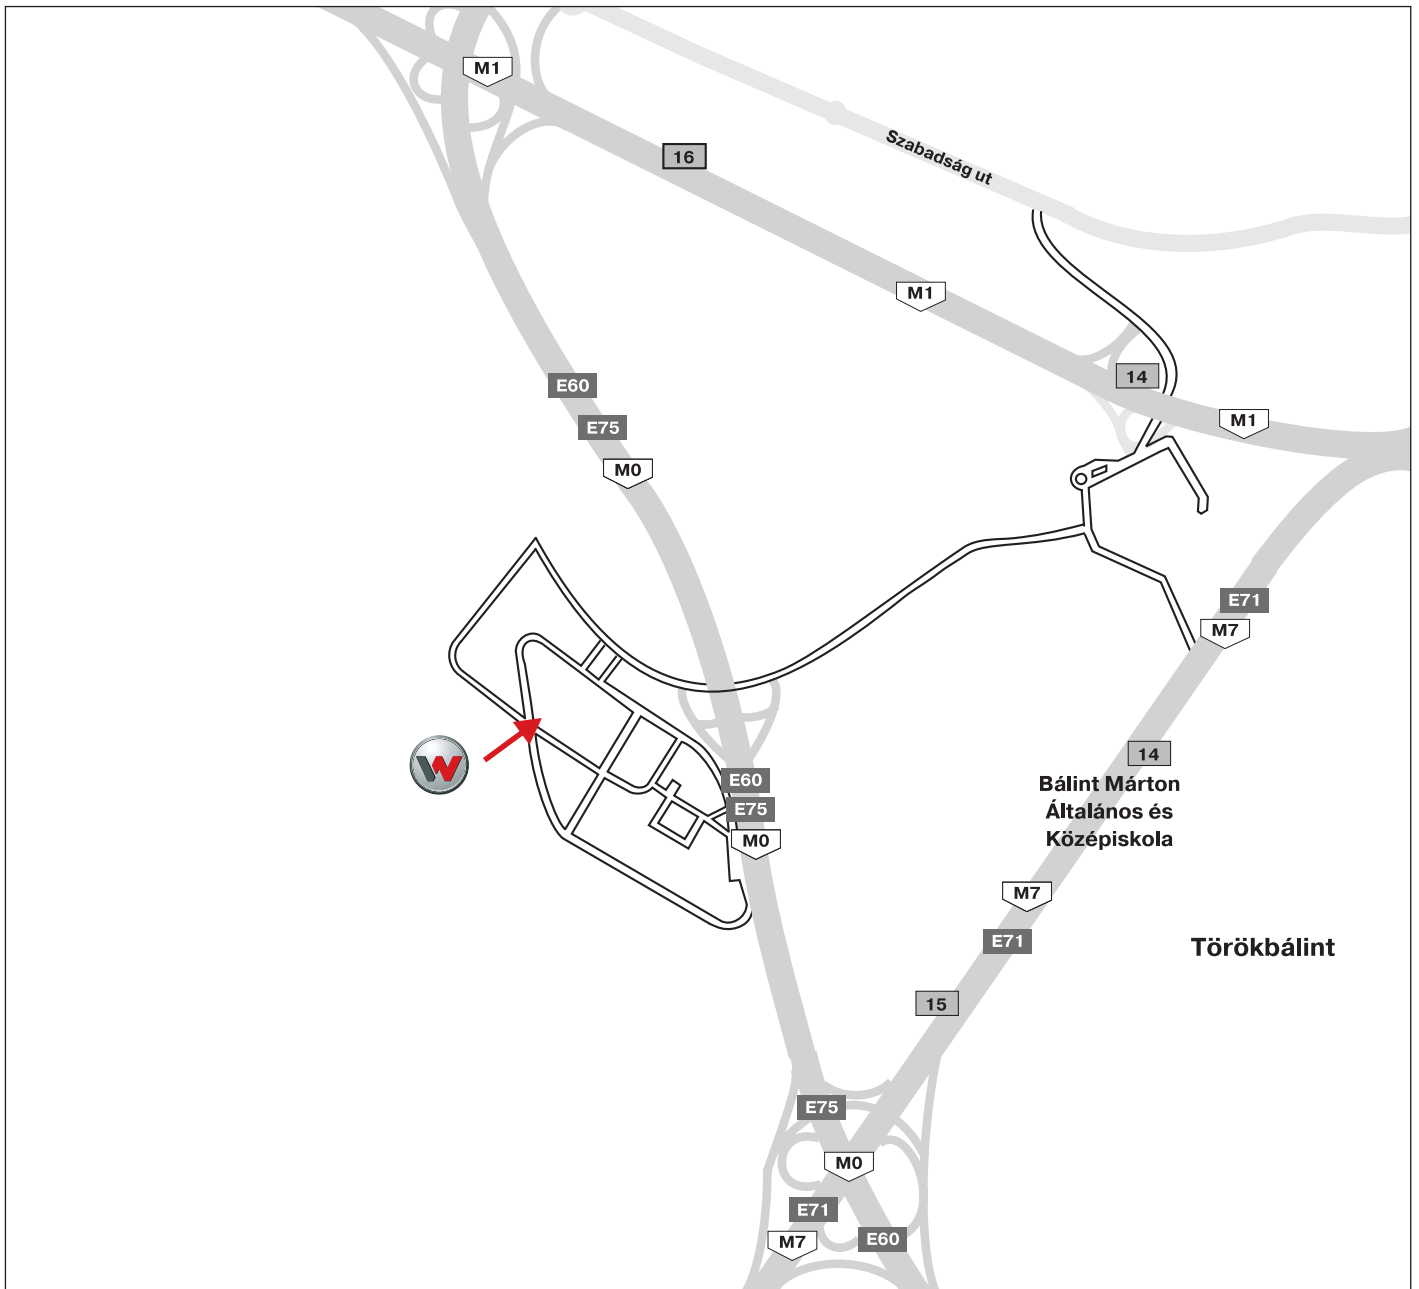 M1
16
Szabadság ut
M1
14
E60
M1
E75
M0
E71
M7
14
E60
Bálint Márton
Általános és
Középiskola
E75
M0
M7
E71
Törökbálint
15
E75
M0
E71
E60
M7